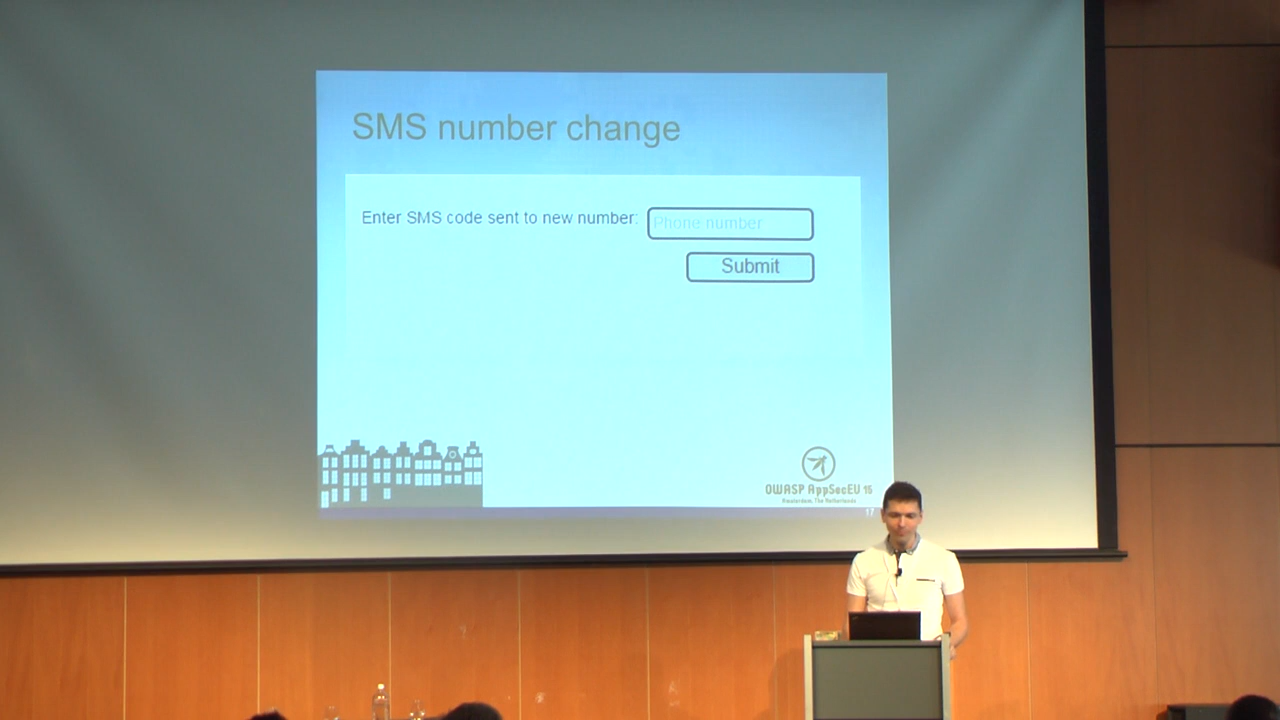 SMS number change
Enter SMS code sent to new number:
Phone number
Submit
OWASP AppSecEU 15
Amsterdam, The Netherlands
17